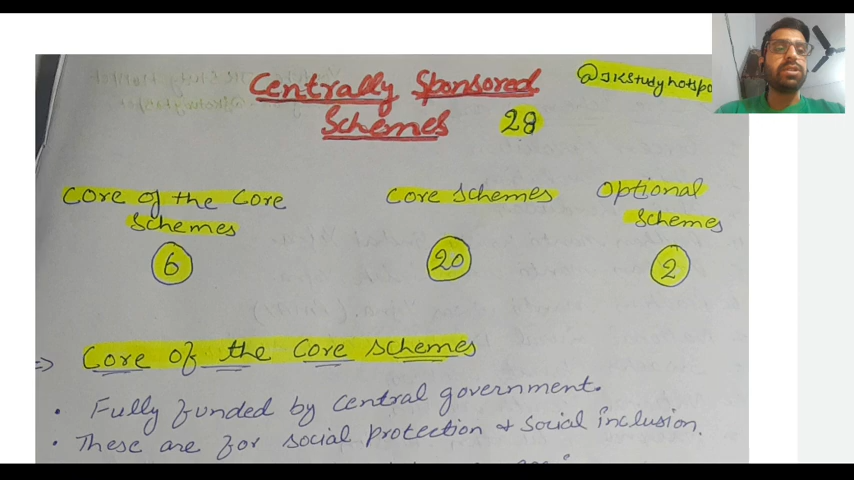 Centrally Sponsored
Schemes 28
@JKStudyhotspo
Core of the Core
Schemes
6
Core Schemes
20
Optional
Schemes
2
=> Core of the Core Schemes
• Fully funded by Central government.
• These are for social protection & social inclusion.